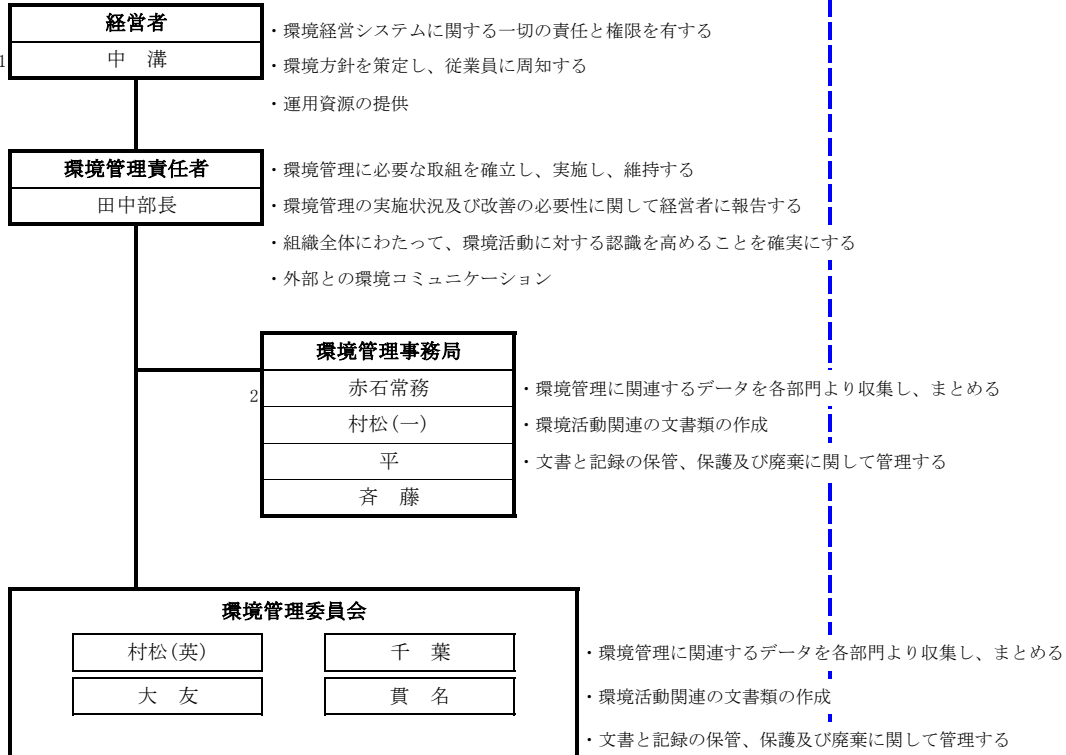 経営者
・環境経営システムに関する一切の責任と権限を有する
1
中　溝
・環境方針を策定し、従業員に周知する
・運用資源の提供
環境管理責任者
・環境管理に必要な取組を確立し、実施し、維持する
田中部長
・環境管理の実施状況及び改善の必要性に関して経営者に報告する
・組織全体にわたって、環境活動に対する認識を高めることを確実にする
・外部との環境コミュニケーション
環境管理事務局
2
赤石常務
・環境管理に関連するデータを各部門より収集し、まとめる
村松(一)
・環境活動関連の文書類の作成
平
・文書と記録の保管、保護及び廃棄に関して管理する
斉　藤
環境管理委員会
村松(英)
千　葉
・環境管理に関連するデータを各部門より収集し、まとめる
大　友
貫　名
・環境活動関連の文書類の作成
・文書と記録の保管、保護及び廃棄に関して管理する